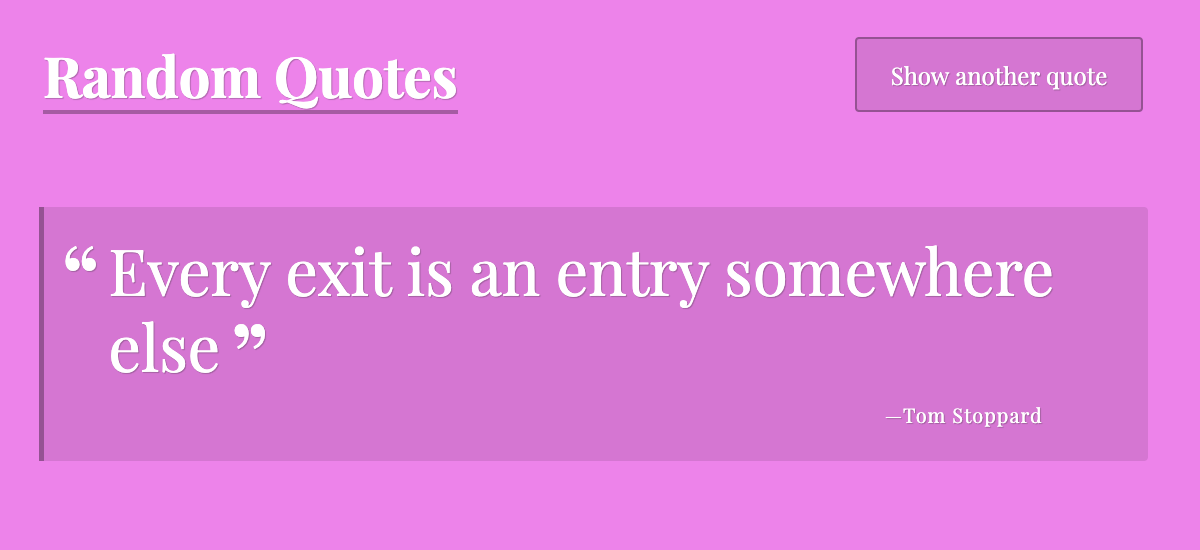 Random Quotes
Show another quote
“ Every exit is an entry somewhere
else ”
—Tom Stoppard